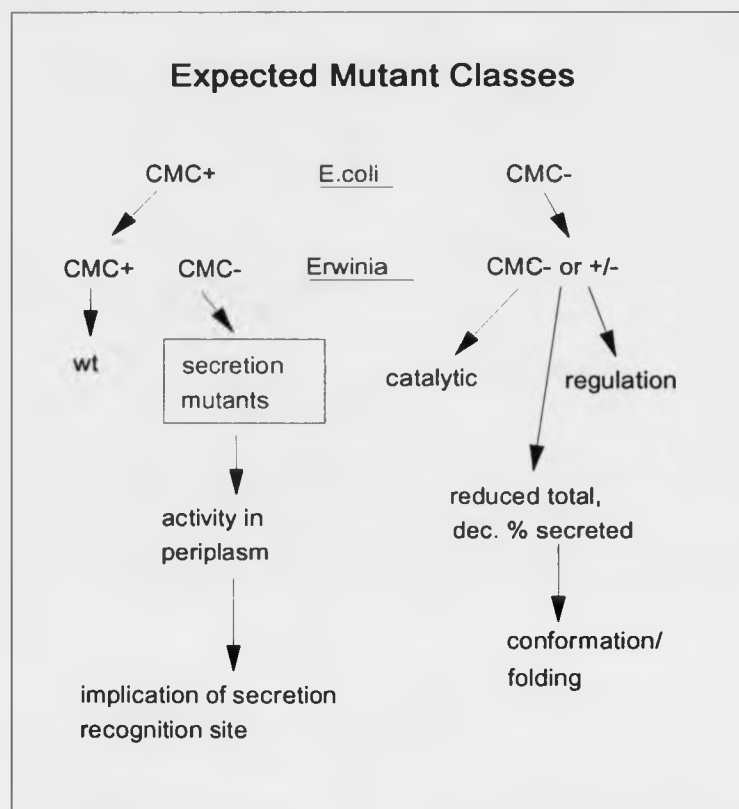 Expected Mutant Classes
CMC+ E.coli CMC-
CMC+ CMC- Erwinia CMC- or +/-
wt
secretion
mutants
catalytic
regulation
activity in
periplasm
reduced total,
dec. % secreted
implication of secretion
recognition site
conformation/
folding